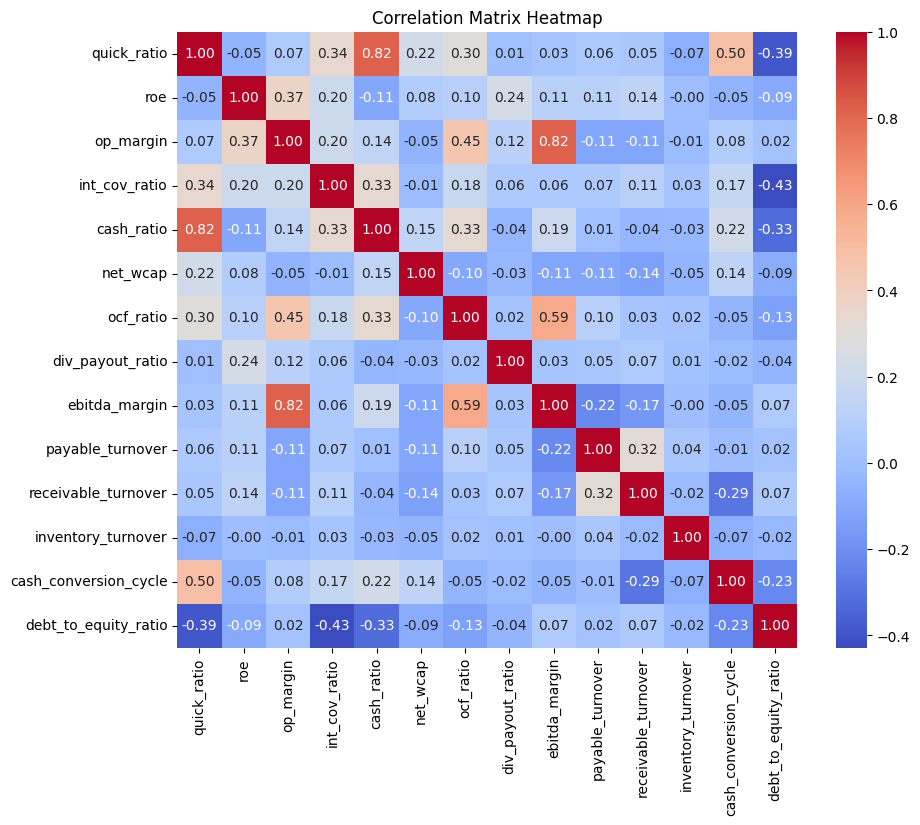 Correlation Matrix Heatmap
quick_ratio 1.00 -0.05 0.07 0.34 0.82 0.22 0.30 0.01 0.03 0.06 0.05 -0.07 0.50 -0.39
roe -0.05 1.00 0.37 0.20 -0.11 0.08 0.10 0.24 0.11 0.11 0.14 -0.00 -0.05 -0.09
op_margin 0.07 0.37 1.00 0.20 0.14 -0.05 0.45 0.12 0.82 -0.11 -0.11 -0.01 0.08 0.02
int_cov_ratio 0.34 0.20 0.20 1.00 0.33 -0.01 0.18 0.06 0.06 0.07 0.11 0.03 0.17 -0.43
cash_ratio 0.82 -0.11 0.14 0.33 1.00 0.15 0.33 -0.04 0.19 0.01 -0.04 -0.03 0.22 -0.33
net_wcap 0.22 0.08 -0.05 -0.01 0.15 1.00 -0.10 -0.03 -0.11 -0.11 -0.14 -0.05 0.14 -0.09
ocf_ratio 0.30 0.10 0.45 0.18 0.33 -0.10 1.00 0.02 0.59 0.10 0.03 0.02 -0.05 -0.13
div_payout_ratio 0.01 0.24 0.12 0.06 -0.04 -0.03 0.02 1.00 0.03 0.05 0.07 0.01 -0.02 -0.04
ebitda_margin 0.03 0.11 0.82 0.06 0.19 -0.11 0.59 0.03 1.00 -0.22 -0.17 -0.00 -0.05 0.07
payable_turnover 0.06 0.11 -0.11 0.07 0.01 -0.11 0.10 0.05 -0.22 1.00 0.32 0.04 -0.01 0.02
receivable_turnover 0.05 0.14 -0.11 0.11 -0.04 -0.14 0.03 0.07 -0.17 0.32 1.00 -0.02 -0.29 0.07
inventory_turnover -0.07 -0.00 -0.01 0.03 -0.03 -0.05 0.02 0.01 -0.00 0.04 -0.02 1.00 -0.07 -0.02
cash_conversion_cycle 0.50 -0.05 0.08 0.17 0.22 0.14 -0.05 -0.02 -0.05 -0.01 -0.29 -0.07 1.00 -0.23
debt_to_equity_ratio -0.39 -0.09 0.02 -0.43 -0.33 -0.09 -0.13 -0.04 0.07 0.02 0.07 -0.02 -0.23 1.00
quick_ratio
roe
op_margin
int_cov_ratio
cash_ratio
net_wcap
ocf_ratio
div_payout_ratio
ebitda_margin
payable_turnover
receivable_turnover
inventory_turnover
cash_conversion_cycle
debt_to_equity_ratio
1.0
0.8
0.6
0.4
0.2
0.0
−0.2
−0.4